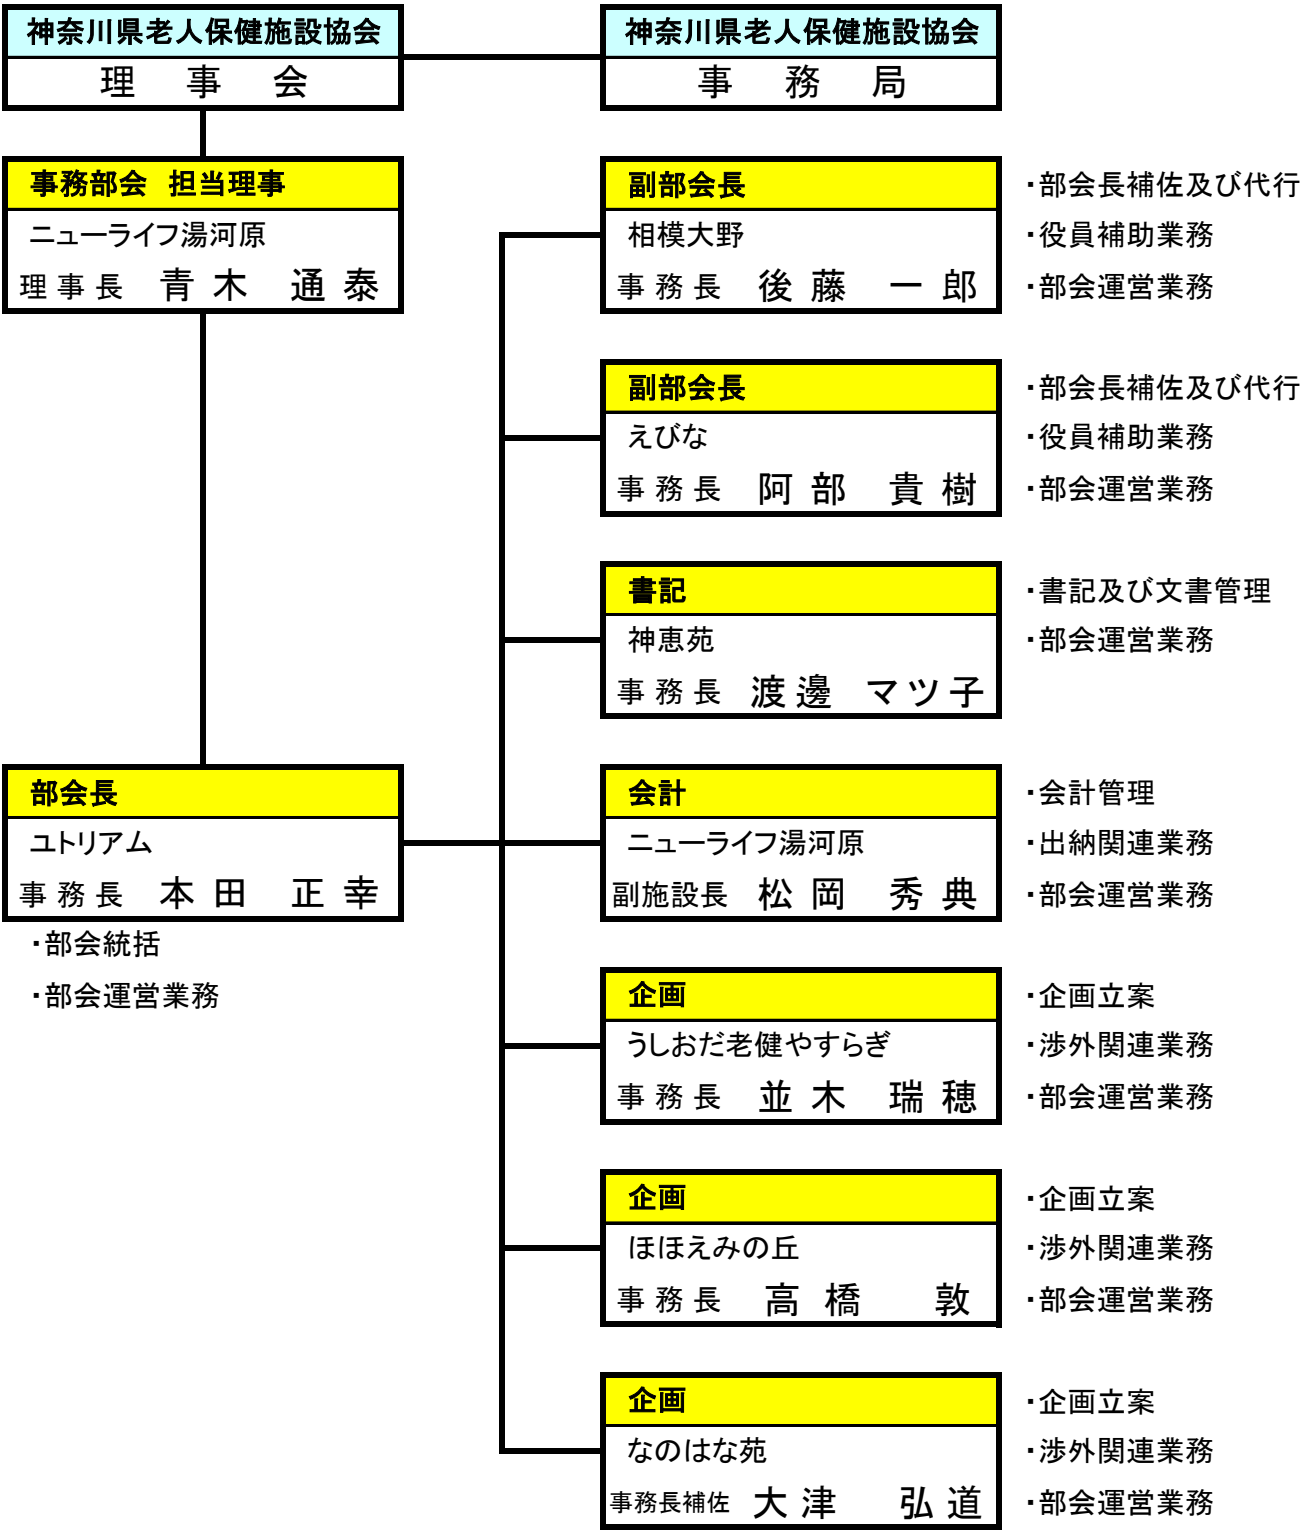 神奈川県老人保健施設協会
理　事　会
神奈川県老人保健施設協会
事　務　局
事務部会　担当理事
ニューライフ湯河原
理事長　青木　通泰
副部会長
相模大野
事務長　後藤　一郎
・部会長補佐及び代行
・役員補助業務
・部会運営業務
副部会長
えびな
事務長　阿部　貴樹
・部会長補佐及び代行
・役員補助業務
・部会運営業務
書記
神恵苑
事務長　渡邊　マツ子
・書記及び文書管理
・部会運営業務
部会長
ユトリアム
事務長　本田　正幸
・部会統括
・部会運営業務
会計
ニューライフ湯河原
副施設長　松岡　秀典
・会計管理
・出納関連業務
・部会運営業務
企画
うしおだ老健やすらぎ
事務長　並木　瑞穂
・企画立案
・渉外関連業務
・部会運営業務
企画
ほほえみの丘
事務長　高橋　敦
・企画立案
・渉外関連業務
・部会運営業務
企画
なのはな苑
事務長補佐　大津　弘道
・企画立案
・渉外関連業務
・部会運営業務